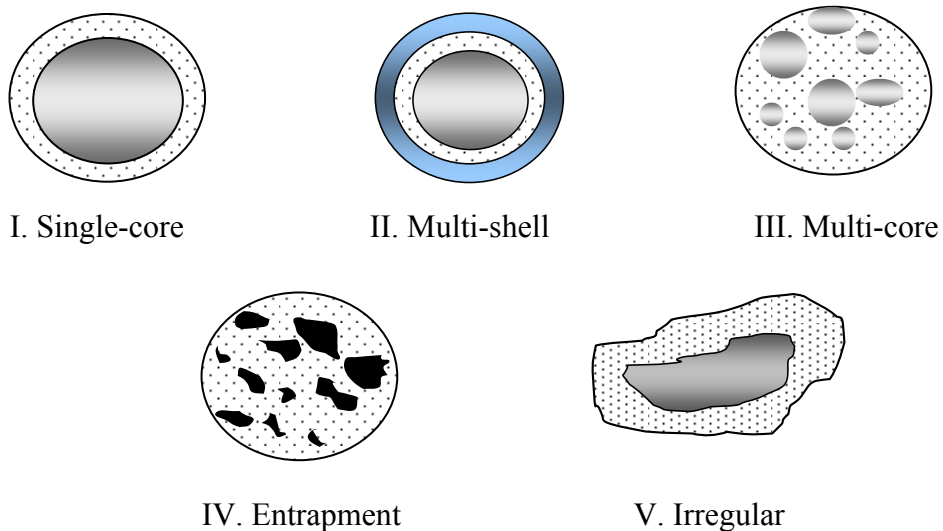 I. Single-core
II. Multi-shell
III. Multi-core
IV. Entrapment
V. Irregular